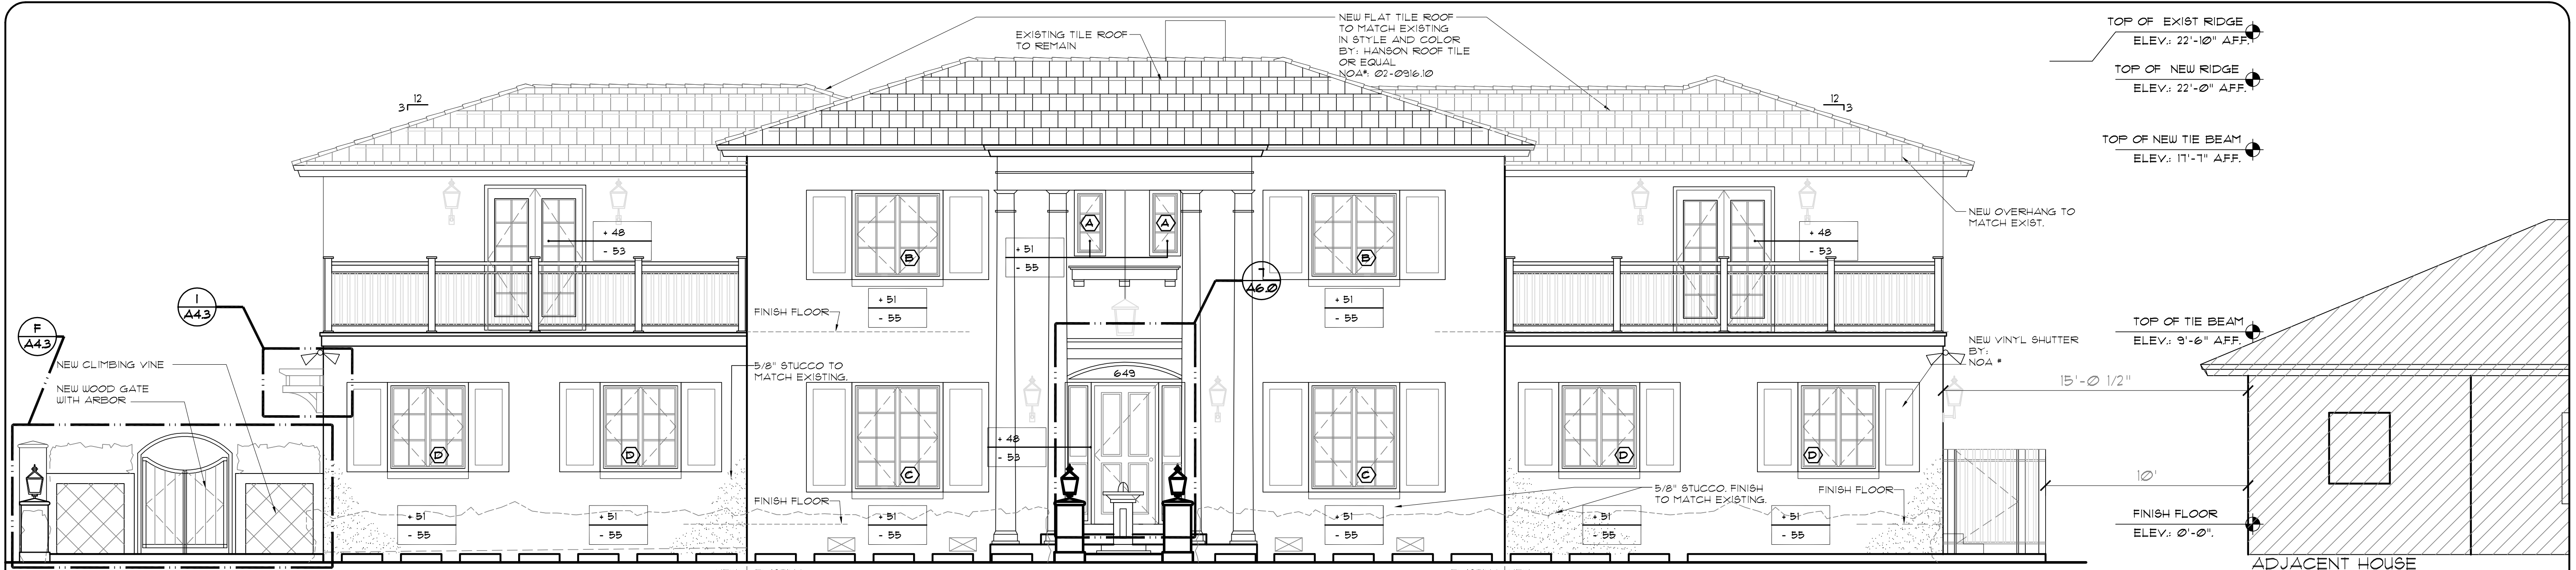 NEW FLAT TILE ROOF
TO MATCH EXISTING
IN STYLE AND COLOR
BY: HANSON ROOF TILE
OR EQUAL
NOA#: 02-0916.10
EXISTING TILE ROOF
TO REMAIN
TOP OF EXIST RIDGE
ELEV.: 22'-10" A.F.F.
TOP OF NEW RIDGE
ELEV.: 22'-0" A.F.F.
TOP OF NEW TIE BEAM
ELEV.: 17'-7" A.F.F.
TOP OF TIE BEAM
ELEV.: 9'-6" A.F.F.
FINISH FLOOR
ELEV.: 0'-0".
12
3
12
3
NEW OVERHANG TO
MATCH EXIST.
+ 48
- 53
+ 51
- 55
A
A
B
B
+ 48
- 53
+ 51
- 55
+ 51
- 55
7
A6.0
1
A4.3
F
A4.3
FINISH FLOOR
NEW CLIMBING VINE
NEW WOOD GATE
WITH ARBOR
5/8" STUCCO TO
MATCH EXISTING.
649
NEW VINYL SHUTTER
BY:
NOA #
15'-0 1/2"
D
D
C
+ 48
- 53
C
D
D
10'
FINISH FLOOR
5/8" STUCCO, FINISH
TO MATCH EXISTING.
FINISH FLOOR
+ 51
- 55
+ 51
- 55
+ 51
- 55
+ 51
- 55
+ 51
- 55
+ 51
- 55
ADJACENT HOUSE